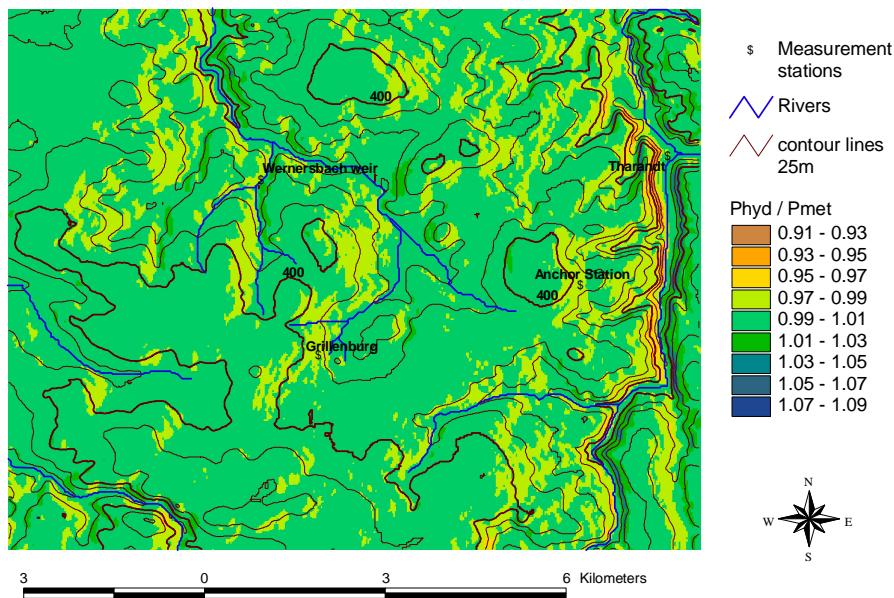 400
Wernersbach weir
Tharandt
400
Anchor Station
400
Grillenburg
$ Measurement stations
Rivers
contour lines
25m
Phyd / Pmet
0.91 - 0.93
0.93 - 0.95
0.95 - 0.97
0.97 - 0.99
0.99 - 1.01
1.01 - 1.03
1.03 - 1.05
1.05 - 1.07
1.07 - 1.09
N
W E
S
3 0 3 6 Kilometers